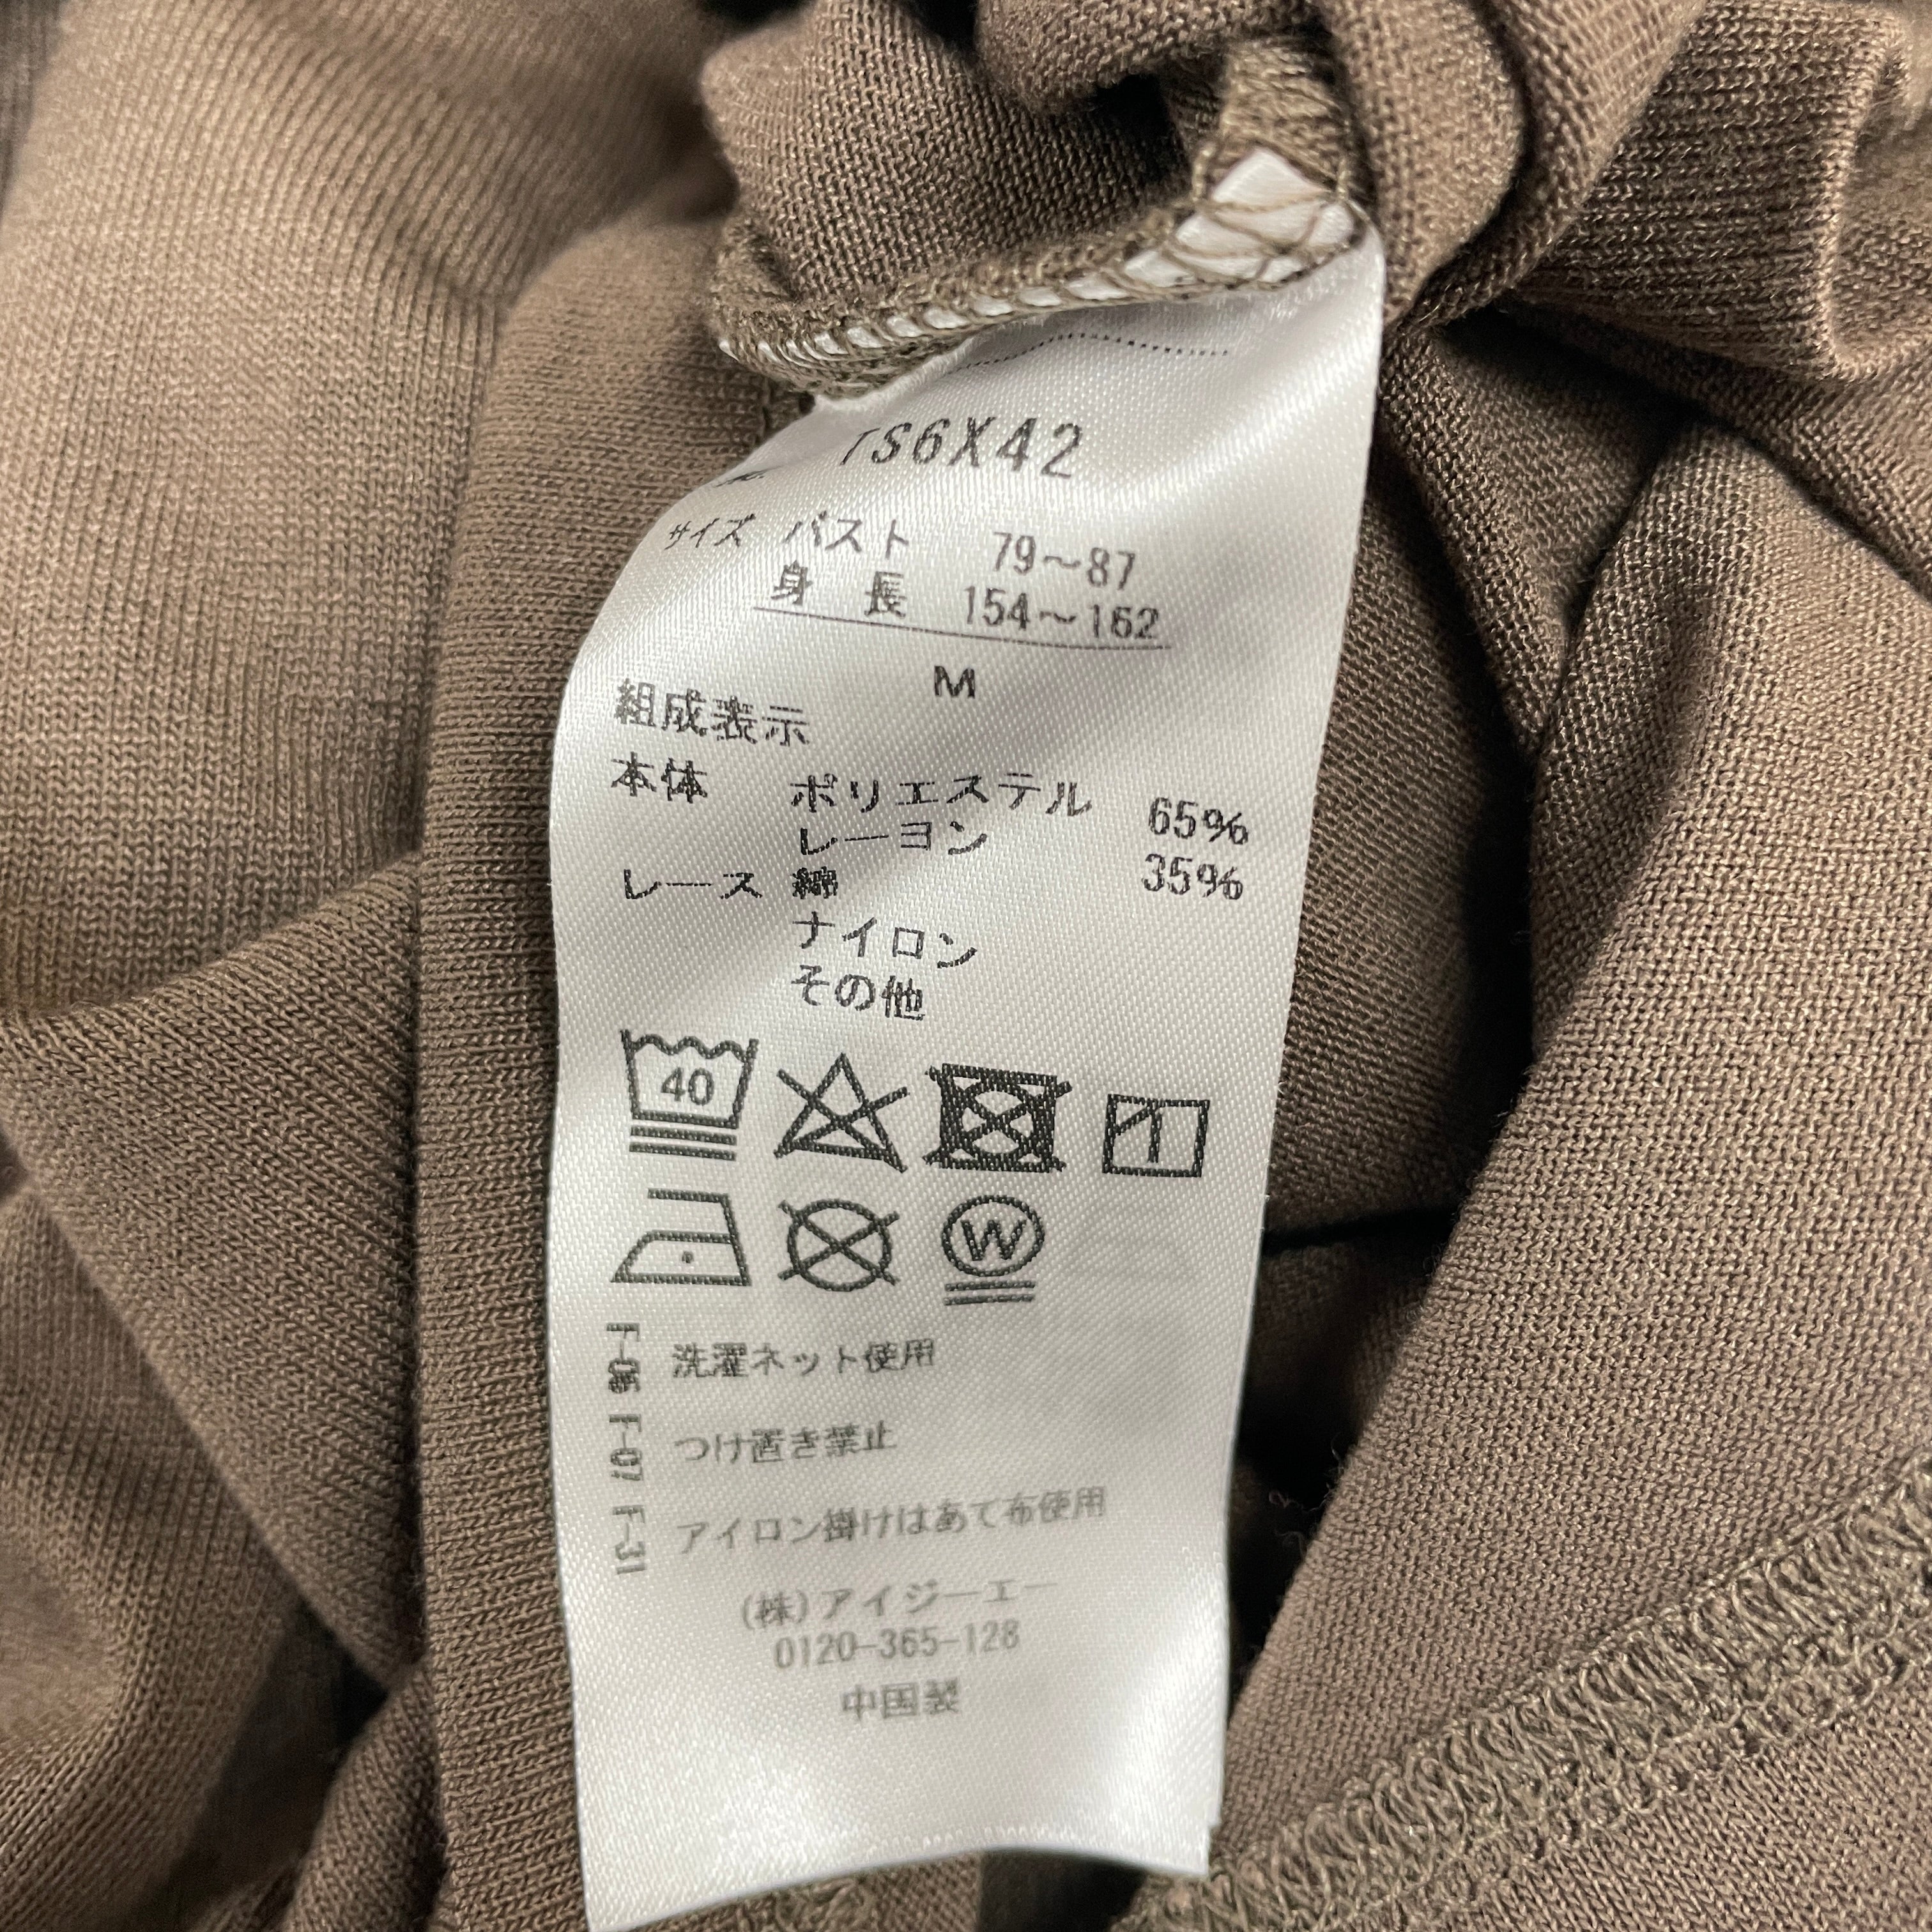 TS6X42
サイズ バスト 79〜87
身 長 154〜162
M
組成表示
本体 ポリエステル 65%
レーヨン 35%
レース 綿
ナイロン
その他
40
W
F-06 F-07 F-31
洗濯ネット使用
つけ置き禁止
アイロン掛けはあて布使用
(株)アイジーエー
0120-365-128
中国製